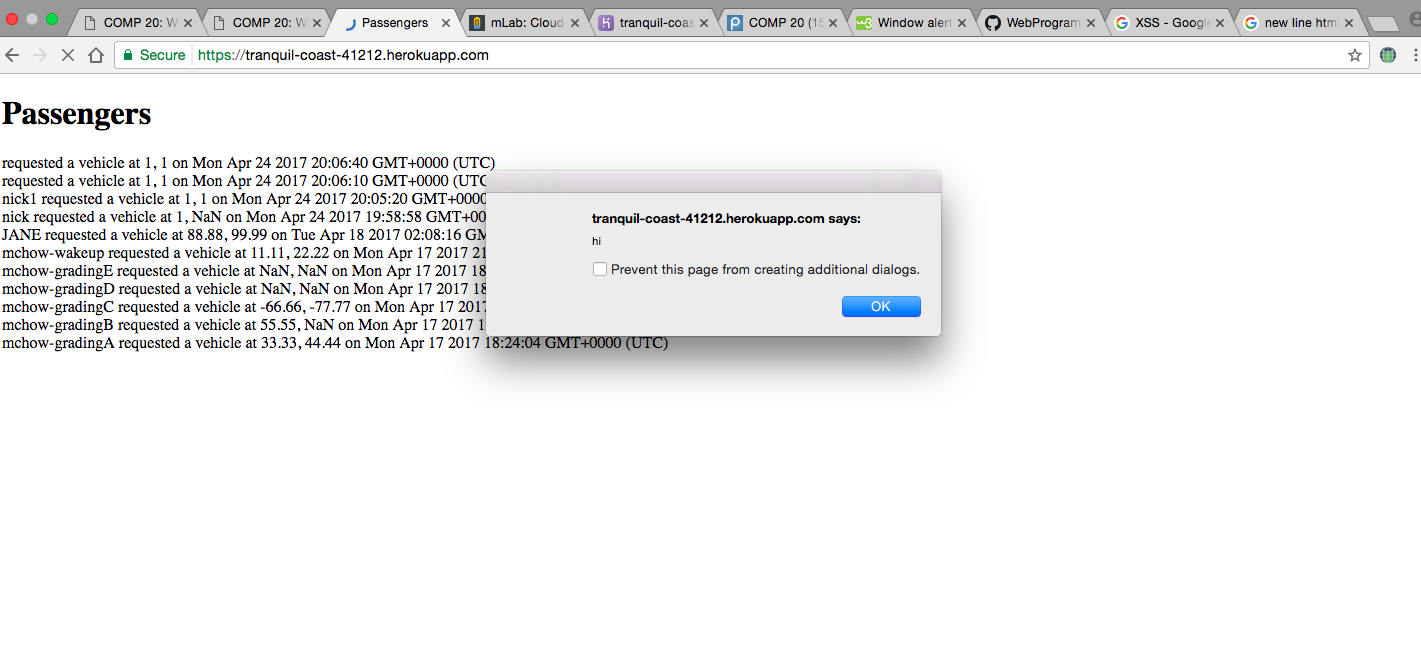 COMP 20: W
COMP 20: W
Passengers
mLab: Cloud
tranquil-coas
COMP 20 (15
Window alert
WebProgram
XSS - Google
new line html
Secure https://tranquil-coast-41212.herokuapp.com
Passengers
requested a vehicle at 1, 1 on Mon Apr 24 2017 20:06:40 GMT+0000 (UTC)
requested a vehicle at 1, 1 on Mon Apr 24 2017 20:06:10 GMT+0000 (UTC
nick1 requested a vehicle at 1, 1 on Mon Apr 24 2017 20:05:20 GMT+0000
nick requested a vehicle at 1, NaN on Mon Apr 24 2017 19:58:58 GMT+00
JANE requested a vehicle at 88.88, 99.99 on Tue Apr 18 2017 02:08:16 GM
mchow-wakeup requested a vehicle at 11.11, 22.22 on Mon Apr 17 2017 21
mchow-gradingE requested a vehicle at NaN, NaN on Mon Apr 17 2017 18
mchow-gradingD requested a vehicle at NaN, NaN on Mon Apr 17 2017 18
mchow-gradingC requested a vehicle at -66.66, -77.77 on Mon Apr 17 2017
mchow-gradingB requested a vehicle at 55.55, NaN on Mon Apr 17 2017 1
mchow-gradingA requested a vehicle at 33.33, 44.44 on Mon Apr 17 2017 18:24:04 GMT+0000 (UTC)
tranquil-coast-41212.herokuapp.com says:
hi
Prevent this page from creating additional dialogs.
OK